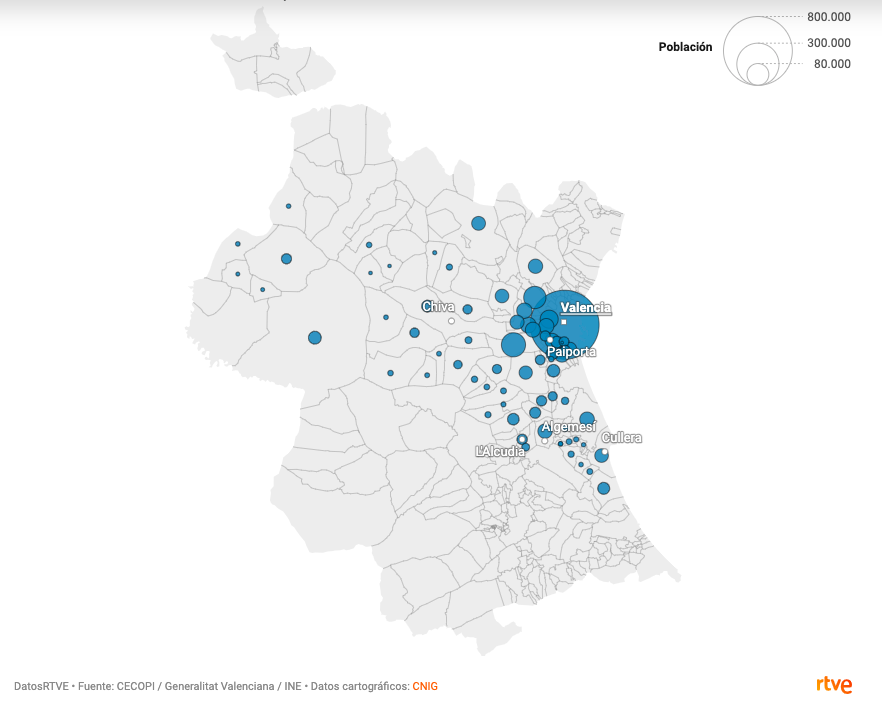 800.000
Población
300.000
80.000
Chiva
Valencia
Paiporta
Algemesí
Cullera
L'Alcudia
DatosRTVE • Fuente: CECOPI / Generalitat Valenciana / INE • Datos cartográficos: CNIG
rtve